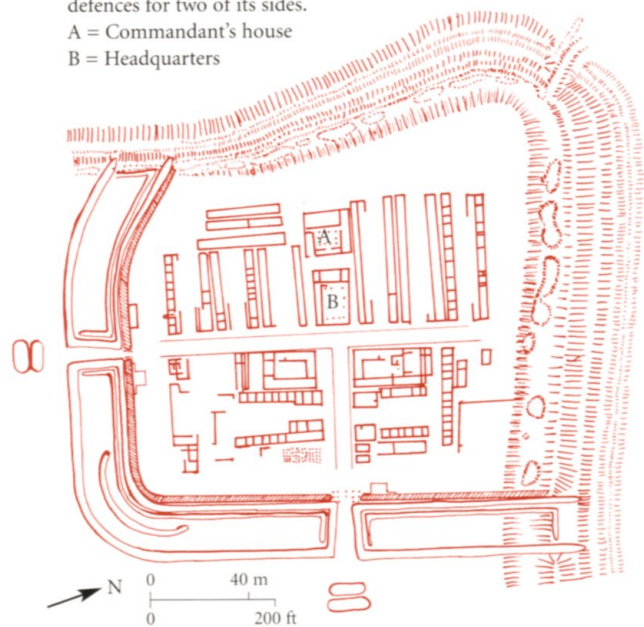 defences for two of its sides.
A = Commandant's house
B = Headquarters
A
B
N
0 40 m
0 200 ft